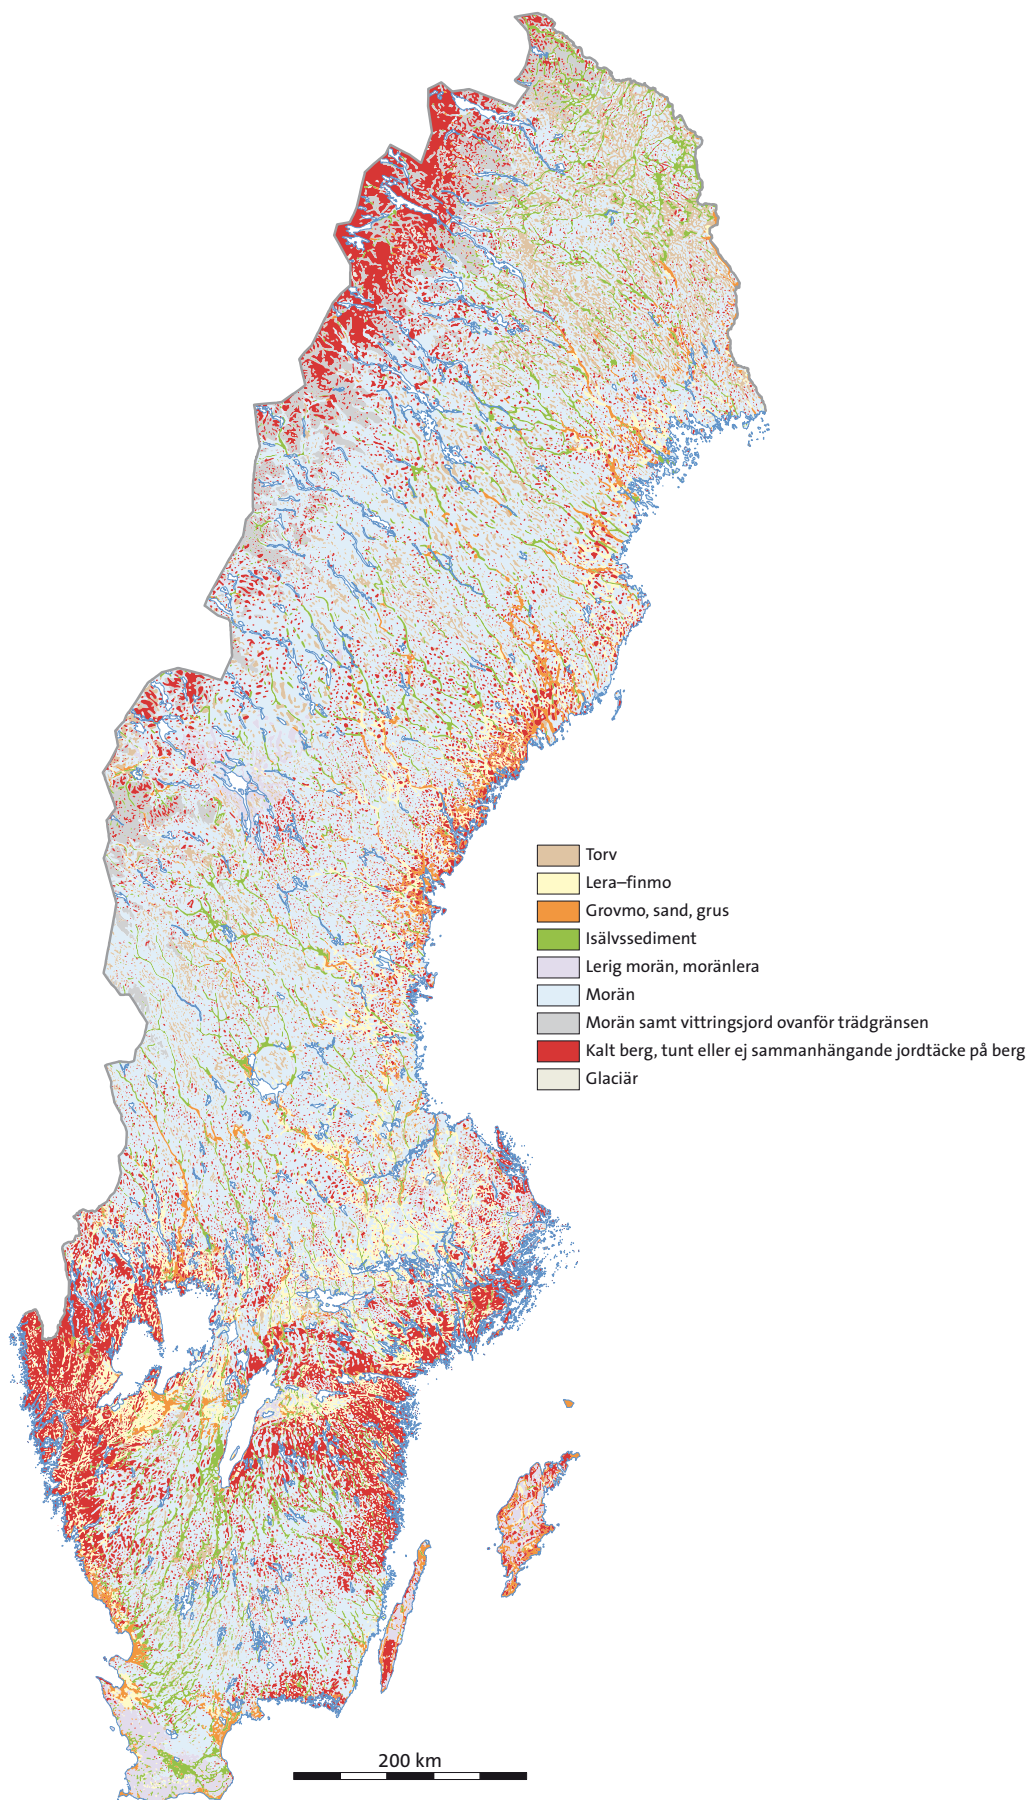 Torv
Lera–finmo
Grovmo, sand, grus
Isälvssediment
Lerig morän, moränlera
Morän
Morän samt vittringsjord ovanför trädgränsen
Kalt berg, tunt eller ej sammanhängande jordtäcke på berg
Glaciär
200 km